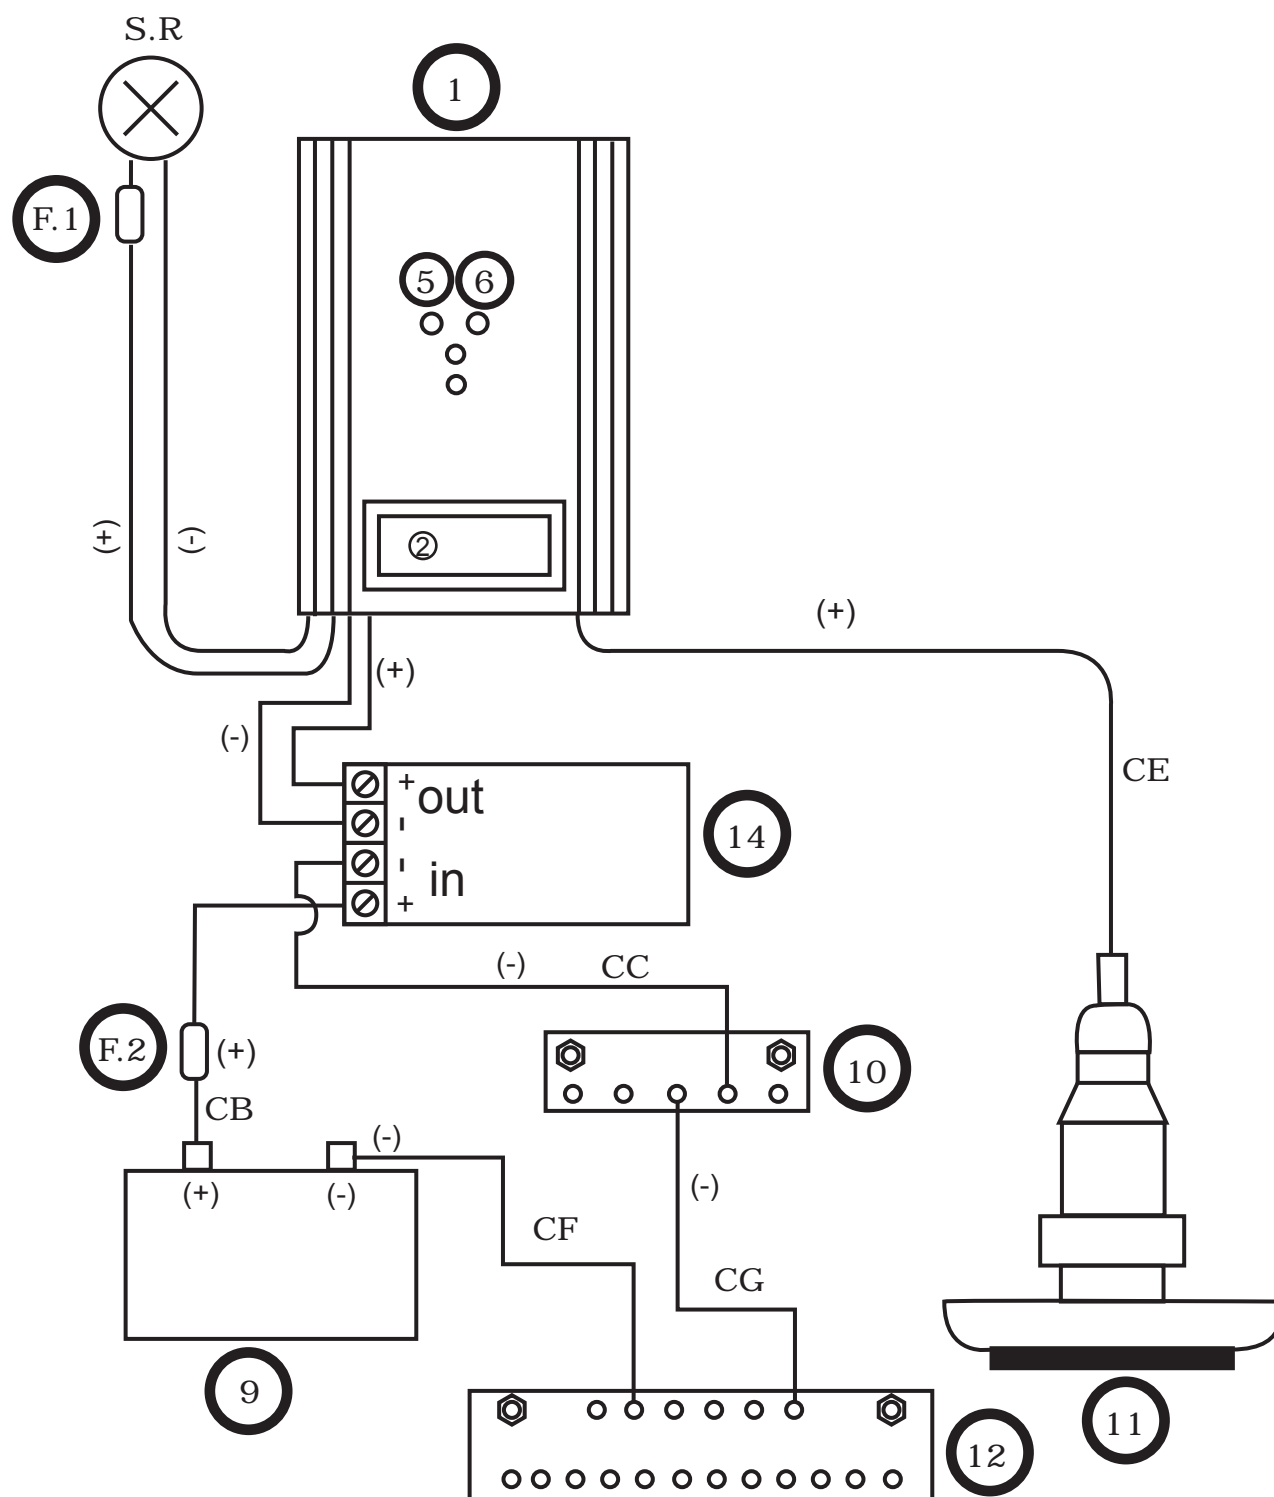 S.R
1
F.1
5 6
2
(+) (-)
(+)
(+)
(-)
CE
+
out
-
14
-
in
+
(-) CC
F.2
(+)
10
CB
(-)
(+) (-)
(-)
CF
CG
9
11
12